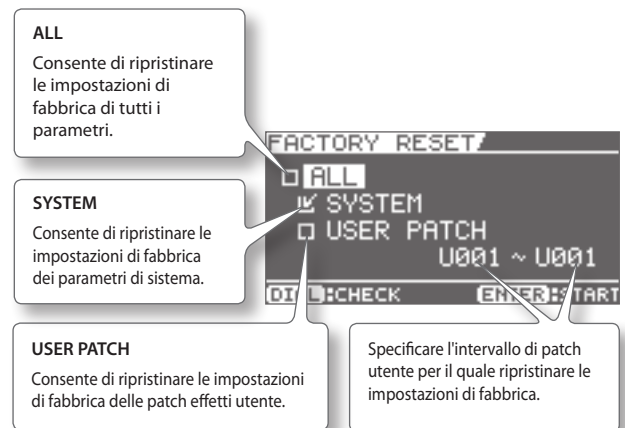 ALL
Consente di ripristinare
le impostazioni di
fabbrica di tutti i
parametri.
FACTORY RESET
ALL
SYSTEM
USER PATCH
U001 ~ U001
:CHECK
ENTER:START
SYSTEM
Consente di ripristinare le
impostazioni di fabbrica
dei parametri di sistema.
USER PATCH
Consente di ripristinare le impostazioni
di fabbrica delle patch effetti utente.
Specificare l'intervallo di patch
utente per il quale ripristinare le
impostazioni di fabbrica.